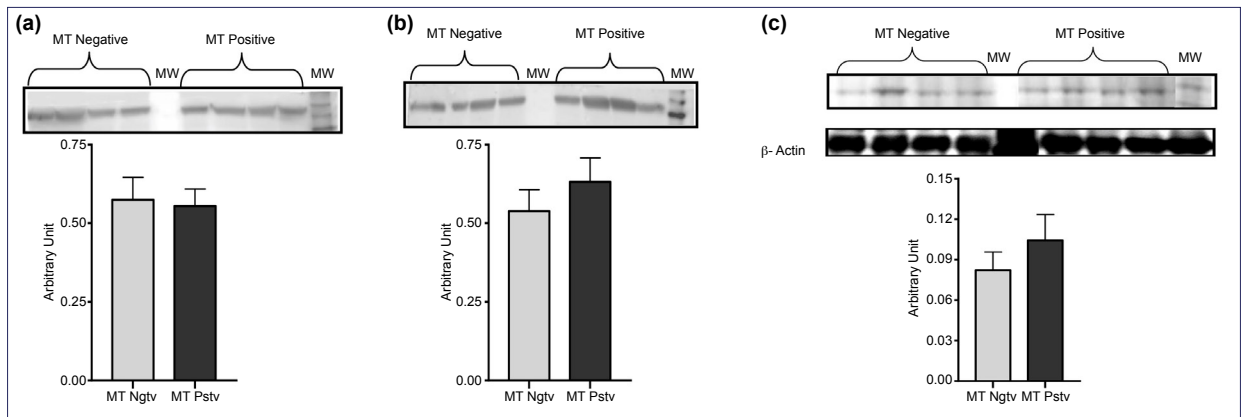 (a)
MT Negative
MT Positive
MW
MW
0.75
0.50
0.25
0.00
Arbitrary Unit
MT Ngtv
MT Pstv
(b)
MT Negative
MT Positive
MW
MW
0.75
0.50
0.25
0.00
Arbitrary Unit
MT Ngtv
MT Pstv
(c)
MT Negative
MT Positive
MW
MW
β- Actin
0.15
0.12
0.09
0.06
0.03
0.00
Arbitrary Unit
MT Ngtv
MT Pstv